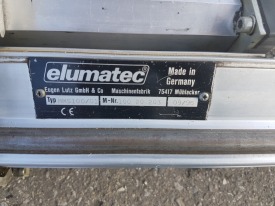 elumatec
Made in
Germany
Eugen Lutz GmbH & Co Maschinenfabrik 75417 Mühlacker
Typ M-Nr.
CE